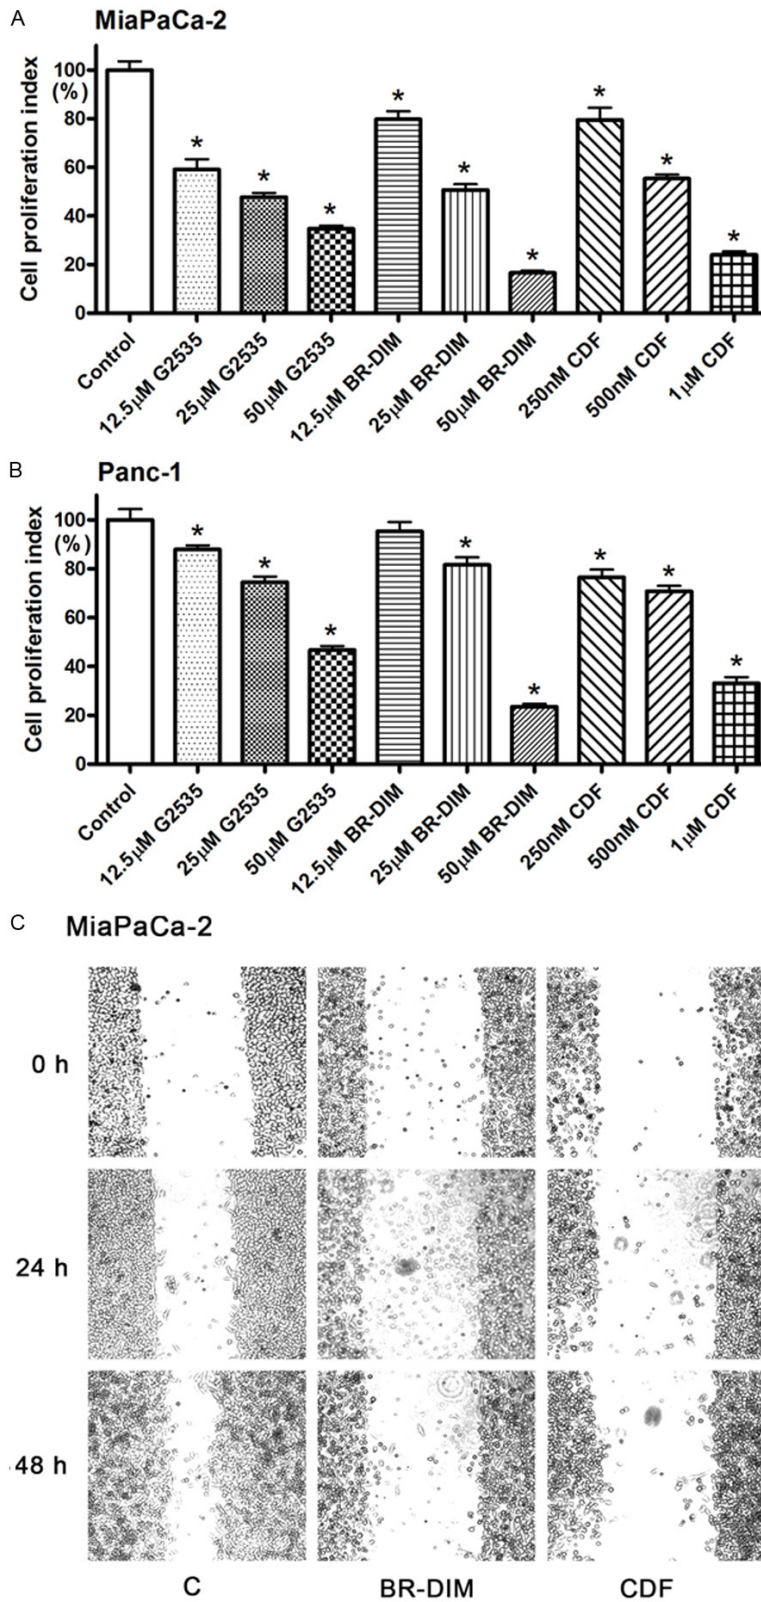 A
MiaPaCa-2
Cell proliferation index
(%)
100
80
60
40
20
0
Control
12.5μM G2535
25μM G2535
50μM G2535
12.5μM BR-DIM
25μM BR-DIM
50μM BR-DIM
250nM CDF
500nM CDF
1μM CDF
* * * * * * * * *
B
Panc-1
Cell proliferation index
(%)
100
80
60
40
20
0
Control
12.5μM G2535
25μM G2535
50μM G2535
12.5μM BR-DIM
25μM BR-DIM
50μM BR-DIM
250nM CDF
500nM CDF
1μM CDF
* * * * * * * *
C
MiaPaCa-2
0 h
24 h
48 h
C BR-DIM CDF